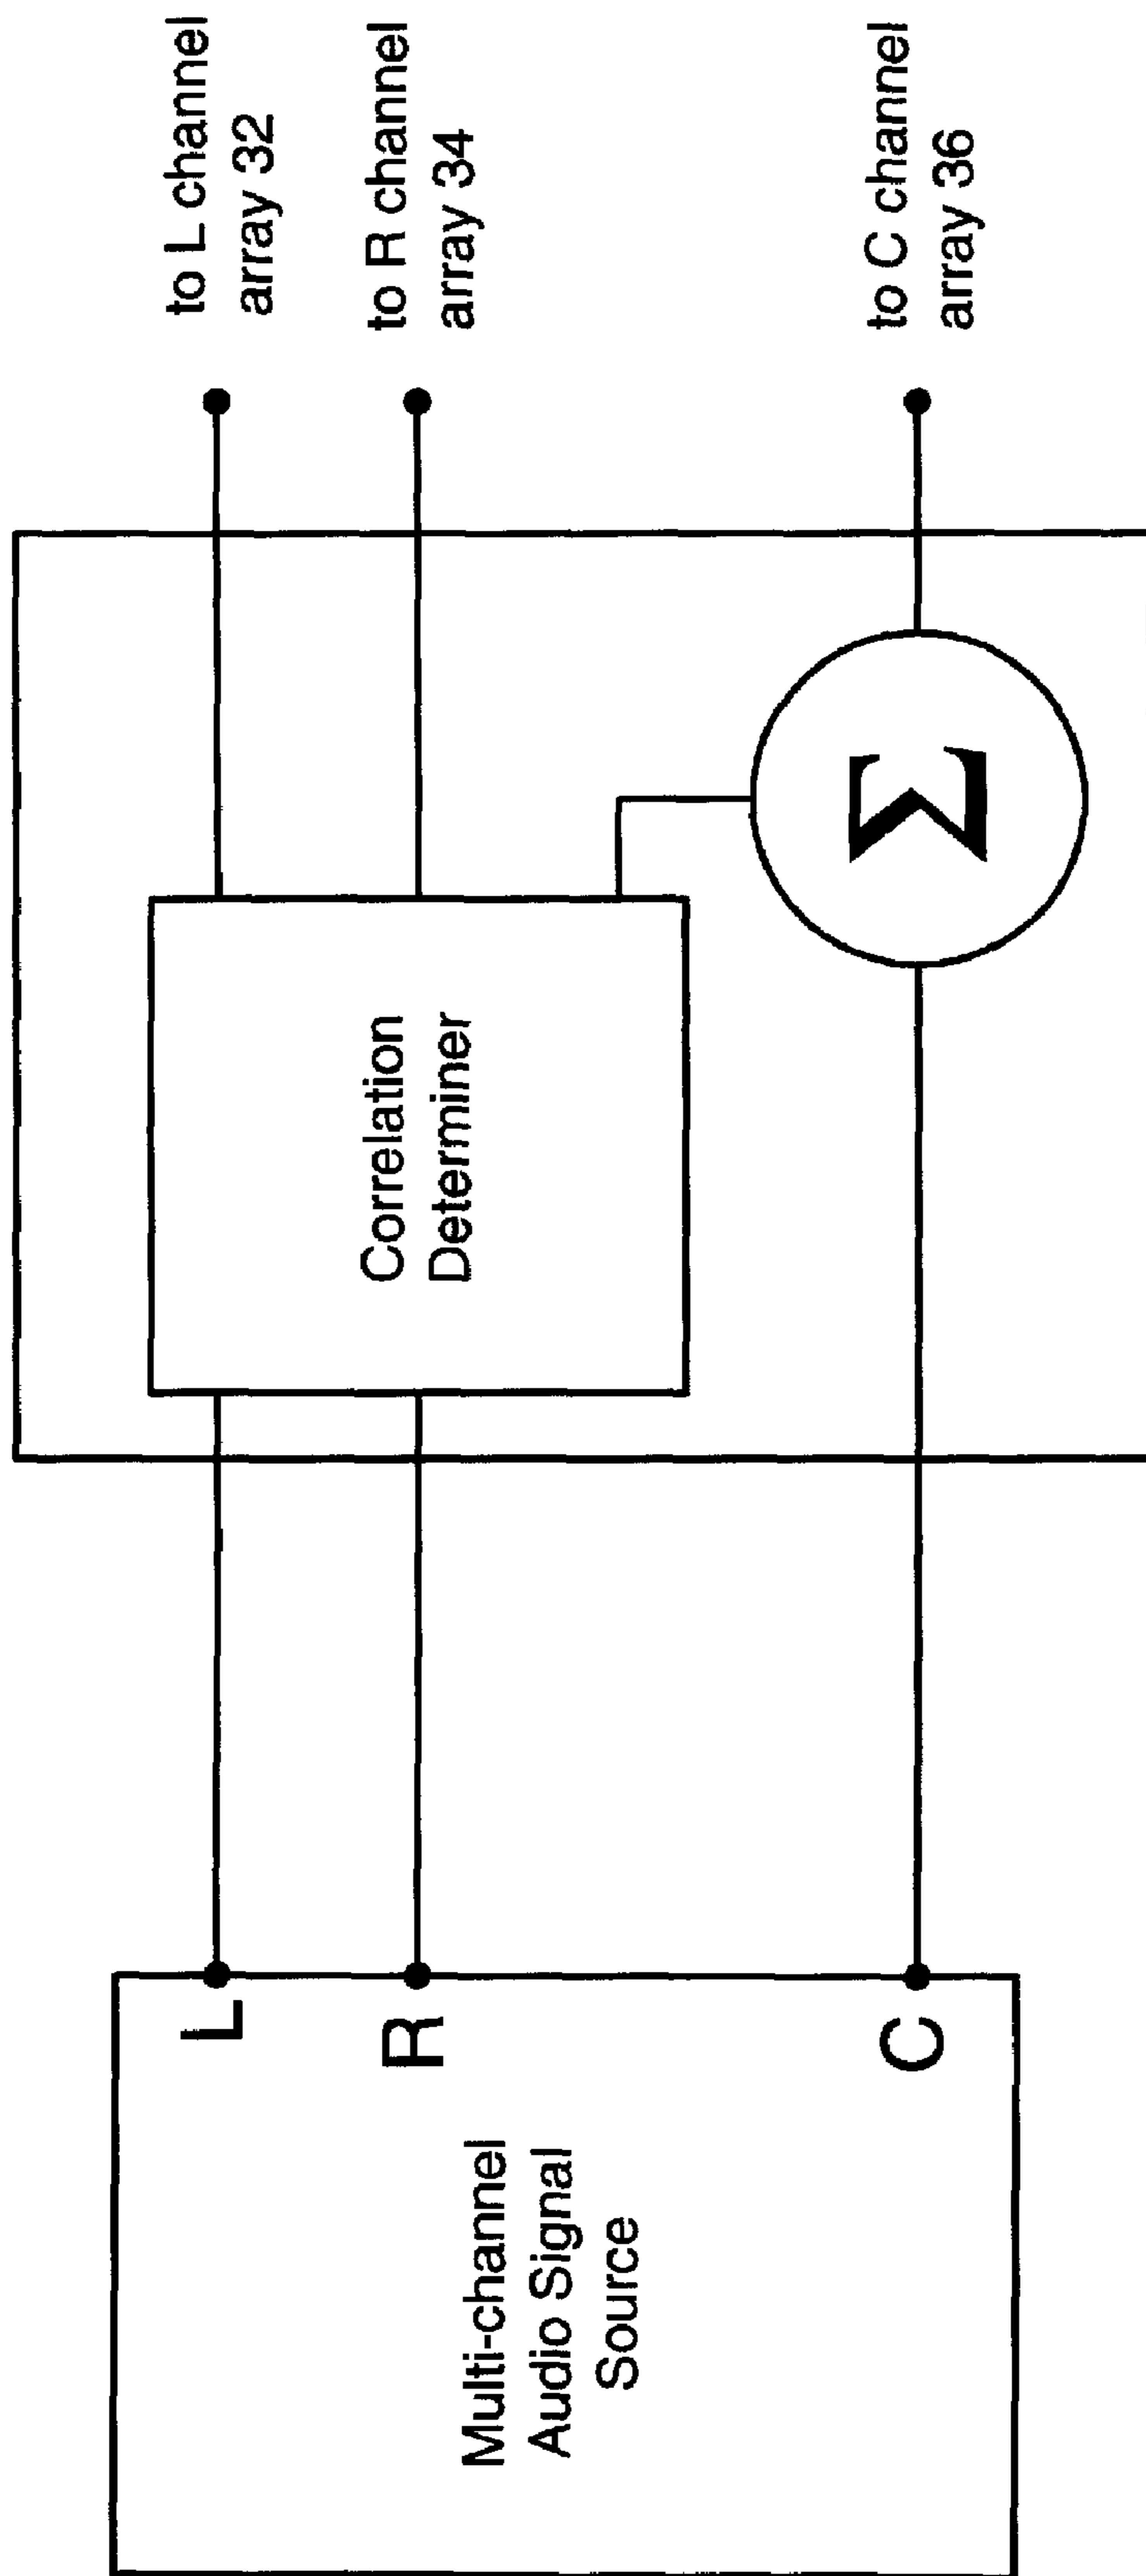 Multi-channel
Audio Signal
Source
L
R
C
Correlation
Determiner
Σ
to L channel
array 32
to R channel
array 34
to C channel
array 36